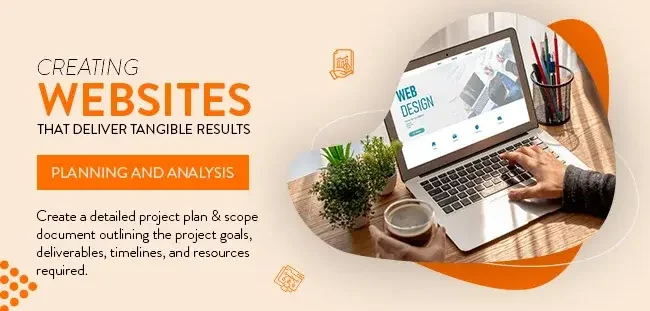 CREATING
WEBSITES
THAT DELIVER TANGIBLE RESULTS
PLANNING AND ANALYSIS
Create a detailed project plan & scope
document outlining the project goals,
deliverables, timelines, and resources
required.
WEB
DESIGN